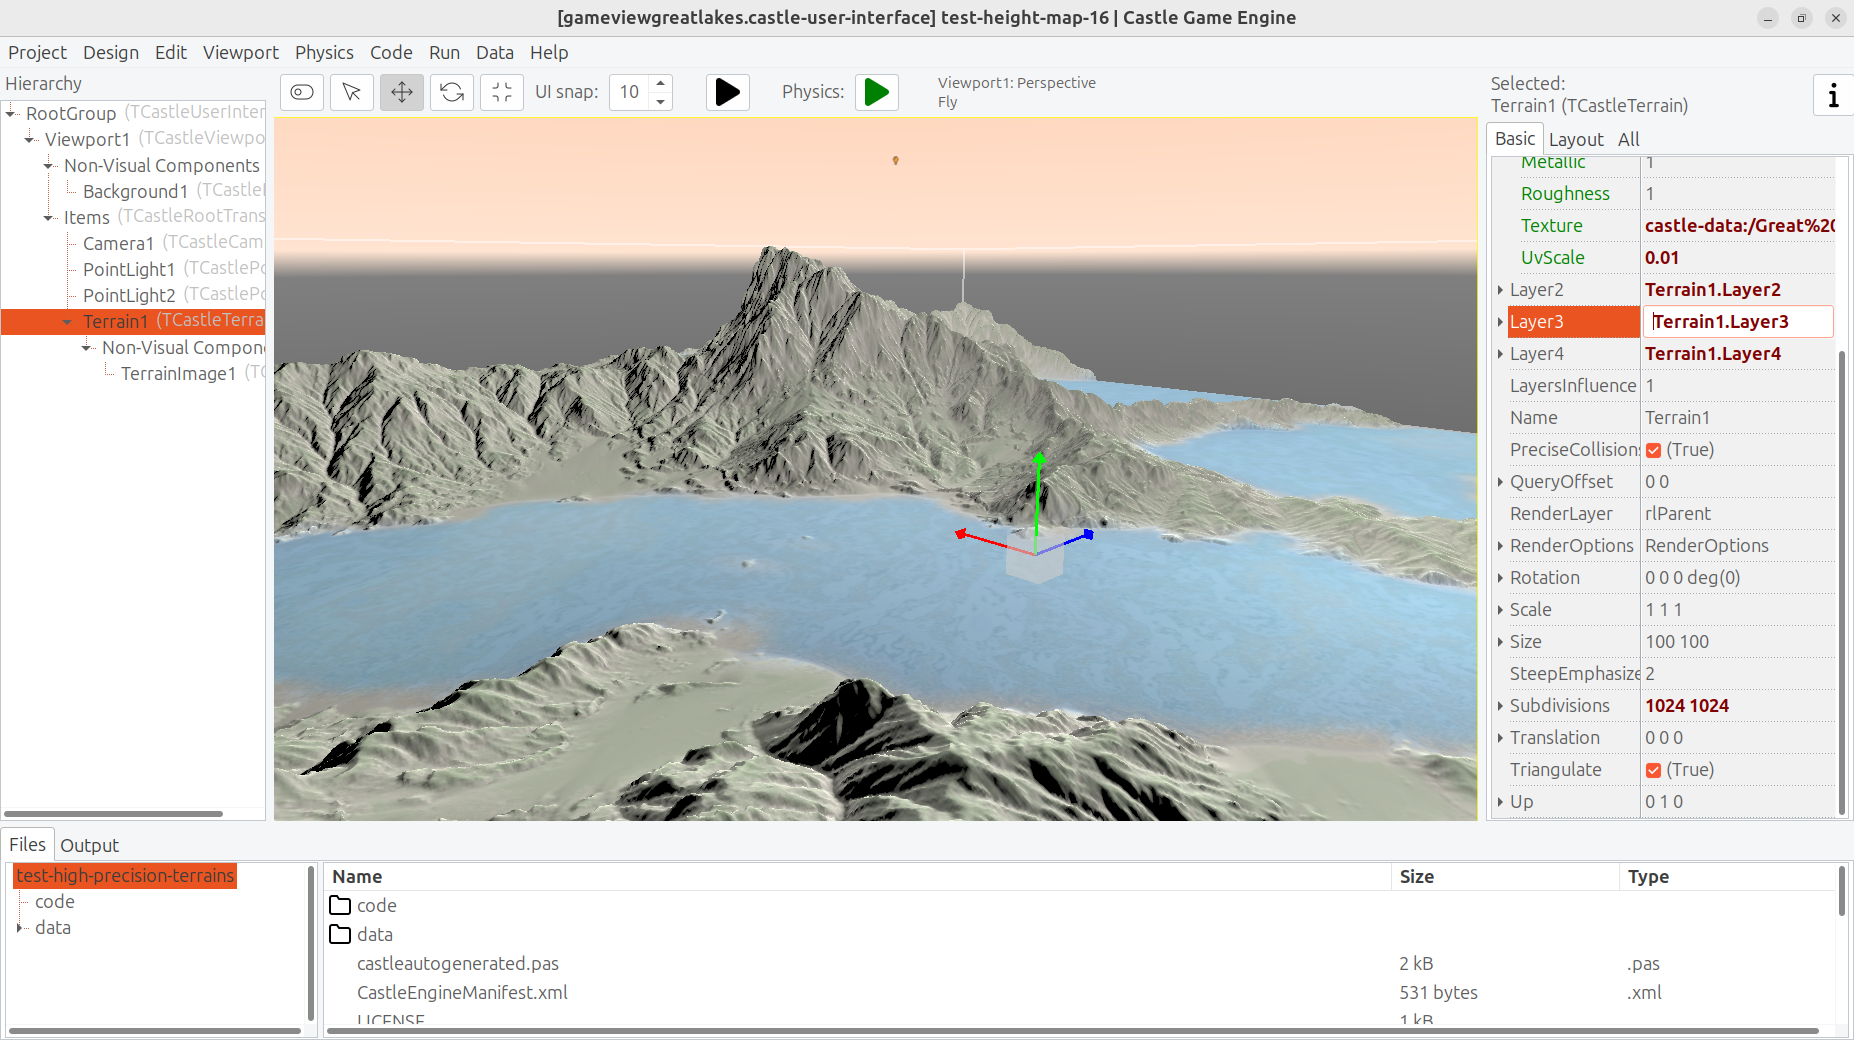 [gameviewgreatlakes.castle-user-interface] test-height-map-16 | Castle Game Engine
Project Design Edit Viewport Physics Code Run Data Help
Hierarchy
RootGroup (TCastleUserInter
Viewport1 (TCastleViewpo
Non-Visual Components
Background1 (TCastle
Items (TCastleRootTrans
Camera1 (TCastleCam
PointLight1 (TCastlePo
PointLight2 (TCastlePo
Terrain1 (TCastleTerra
Non-Visual Compon
TerrainImage1 (TC
UI snap: 10
Physics:
Viewport1: Perspective
Fly
Selected:
Terrain1 (TCastleTerrain)
i
Basic Layout All
Metallic 1
Roughness 1
Texture castle-data:/Great%20
UvScale 0.01
Layer2 Terrain1.Layer2
Layer3 Terrain1.Layer3
Layer4 Terrain1.Layer4
LayersInfluence 1
Name Terrain1
PreciseCollisions (True)
QueryOffset 0 0
RenderLayer rlParent
RenderOptions RenderOptions
Rotation 0 0 0 deg(0)
Scale 1 1 1
Size 100 100
SteepEmphasize 2
Subdivisions 1024 1024
Translation 0 0 0
Triangulate (True)
Up 0 1 0
Files Output
test-high-precision-terrains
code
data
Name Size Type
code
data
castleautogenerated.pas 2 kB .pas
CastleEngineManifest.xml 531 bytes .xml
LICENSE 1 kB